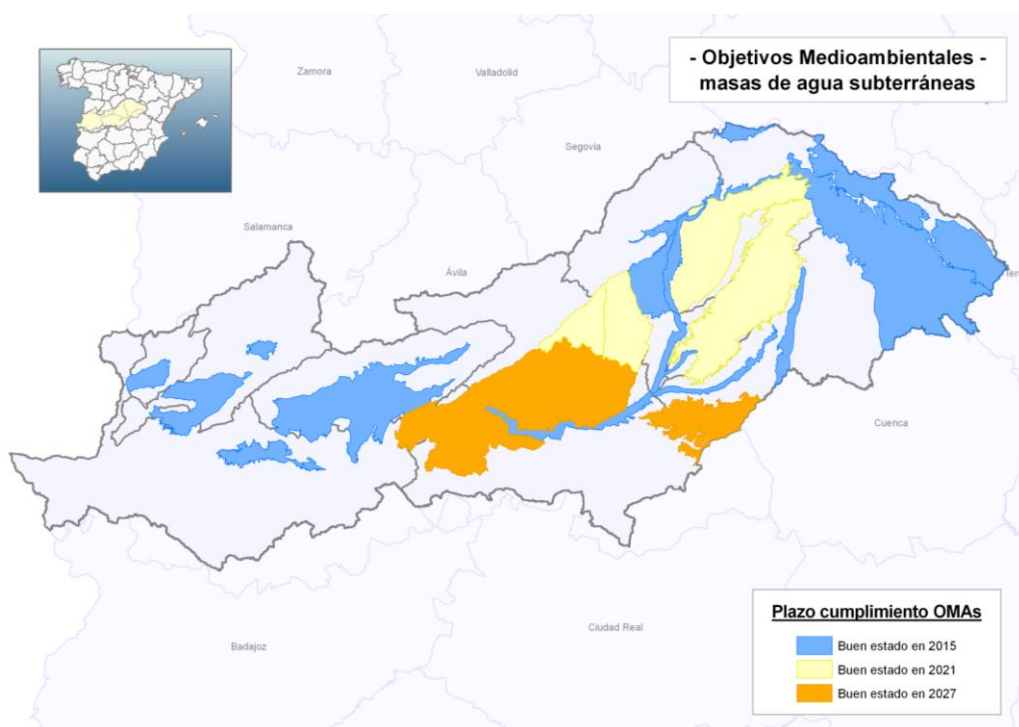 - Objetivos Medioambientales -
masas de agua subterráneas
Zamora
Valladolid
Segovia
Salamanca
Ávila
Cuenca
Ciudad Real
Badajoz
Plazo cumplimiento OMAs
Buen estado en 2015
Buen estado en 2021
Buen estado en 2027